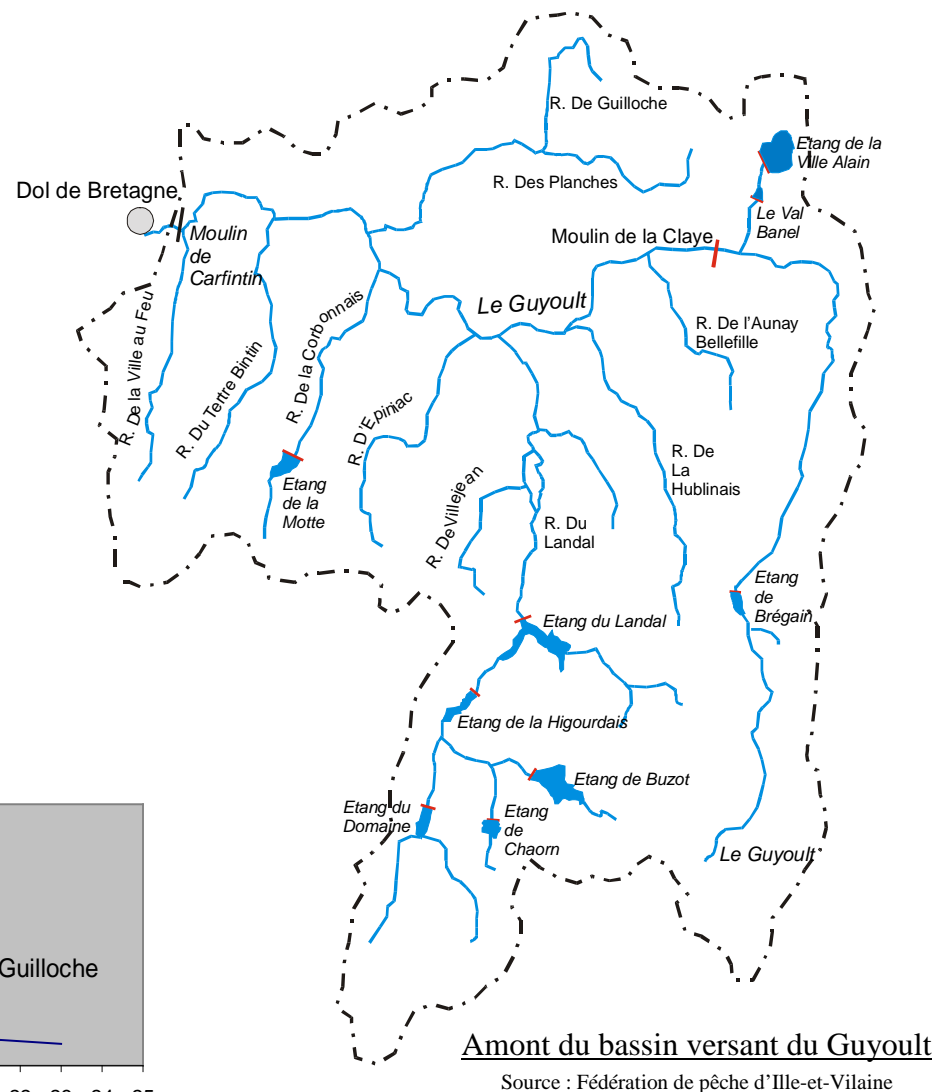 R. De Guilloche
Etang de la
Ville Alain
R. Des Planches
Dol de Bretagne
Le Val
Banel
Moulin
de
Carfintin
Moulin de la Claye
Le Guyoult
R. De l'Aunay
Bellefille
R. De la Ville au Feu
R. Du Tertre Bintin
R. De la Corbonnais
R. D'Epiniac
R. De Villejean
R. De
La
Hublinais
Etang
de la
Motte
R. Du
Landal
Etang
de
Brégain
Etang du Landal
Etang de la Higourdais
Etang de Buzot
Etang du
Domaine
Etang
de
Chaorn
Le Guyoult
Guilloche
Amont du bassin versant du Guyoult
Source : Fédération de pêche d'Ille-et-Vilaine